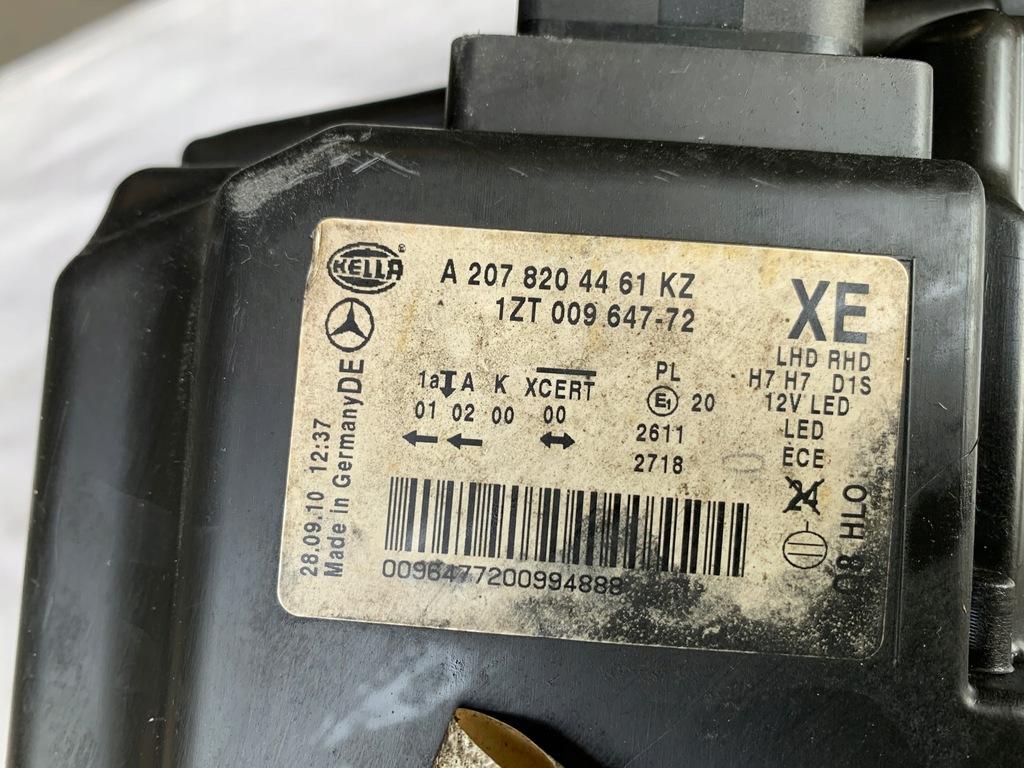 HELLA
A 207 820 44 61 KZ
1ZT 009 647-72
XE
LHD RHD
H7 H7 D1S
12V LED
LED
ECE
24
1a A K XCERT
01 02 00 00
PL
E1 20
2611
2718
0096477200994888
28.09.10 12:37
Made in Germany DE
08 HLO